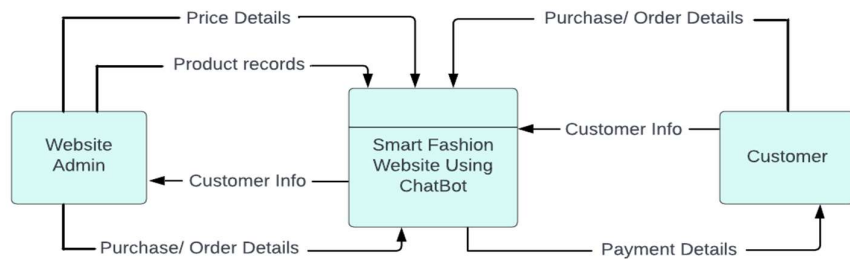 Price Details
Purchase/ Order Details
Product records
Website
Admin
Smart Fashion
Website Using
ChatBot
Customer Info
Customer
Customer Info
Purchase/ Order Details
Payment Details